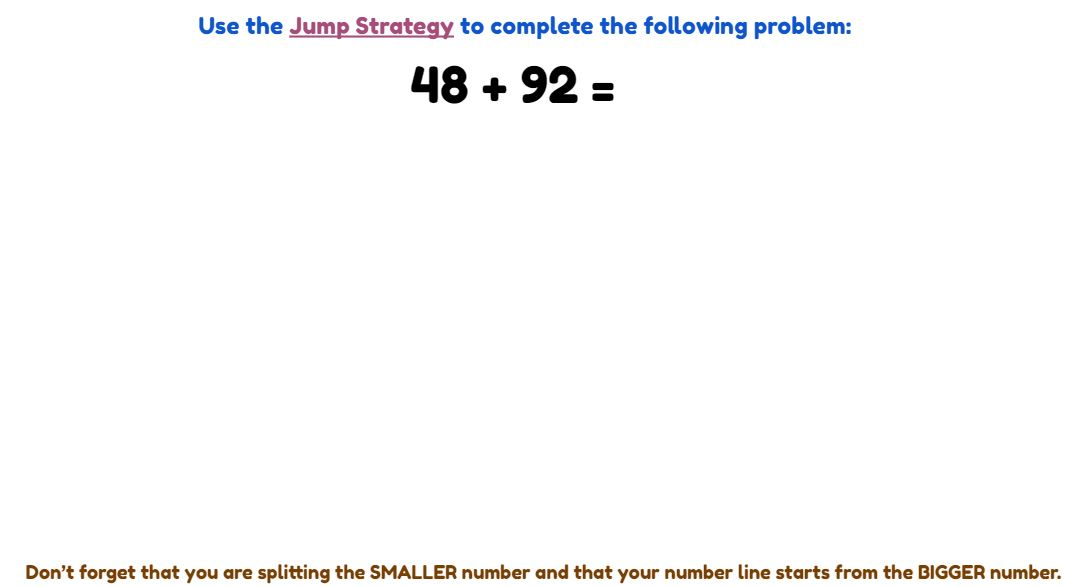 Use the Jump Strategy to complete the following problem:
48 + 92 =
Don't forget that you are splitting the SMALLER number and that your number line starts from the BIGGER number.